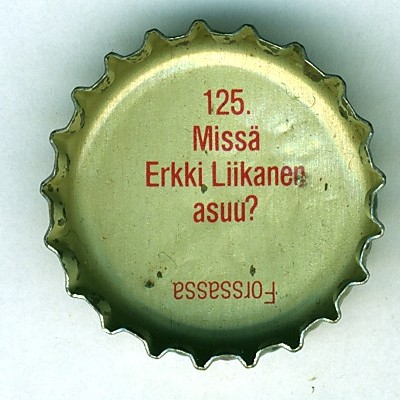 125.
Missä
Erkki Liikanen
asuu?
Forssassa